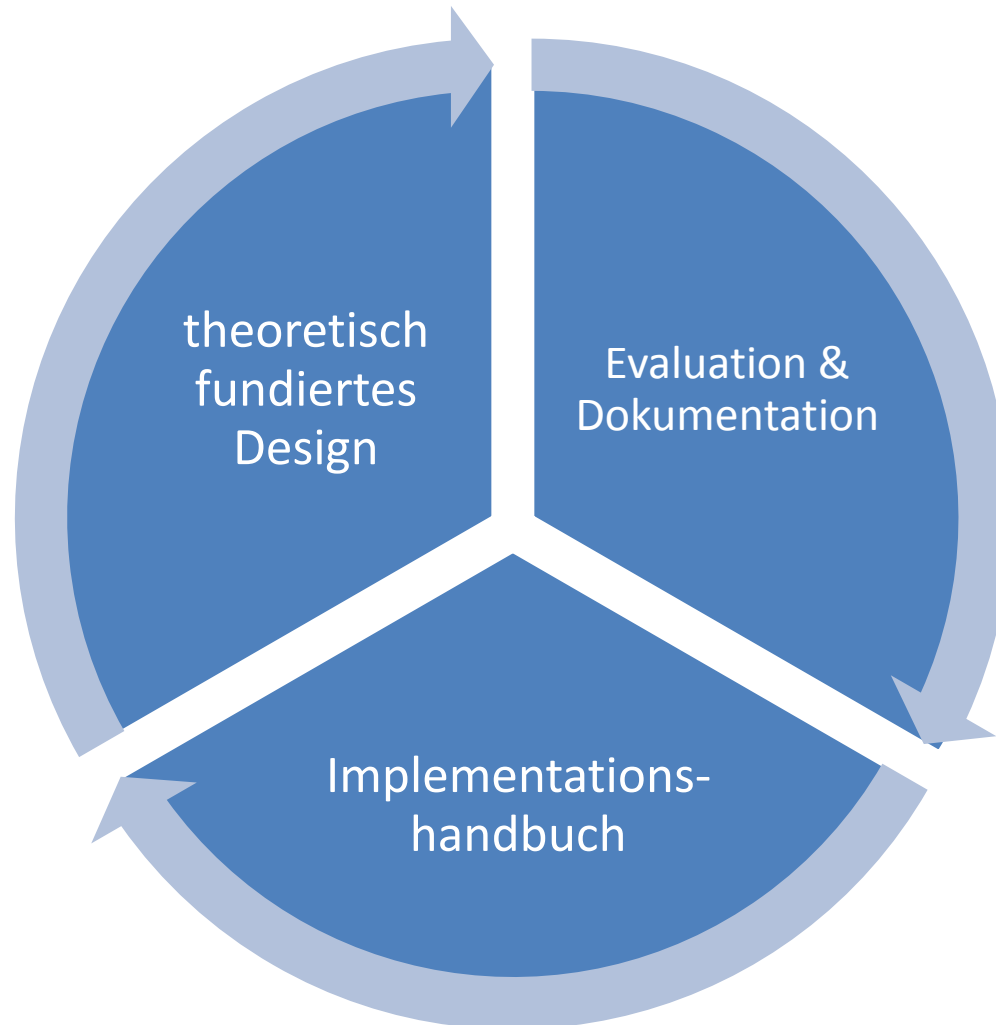 theoretisch
fundiertes
Design
Evaluation &
Dokumentation
Implementations-
handbuch